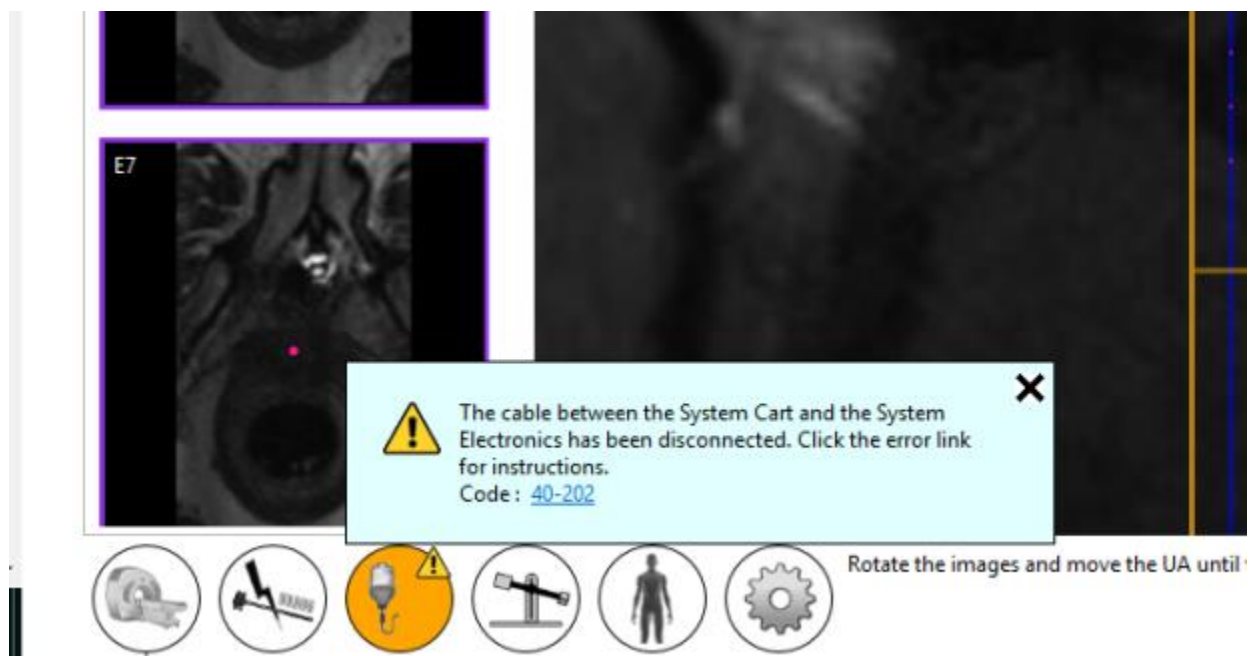 E7
The cable between the System Cart and the System
Electronics has been disconnected. Click the error link
for instructions.
Code : 40-202
Rotate the images and move the UA until